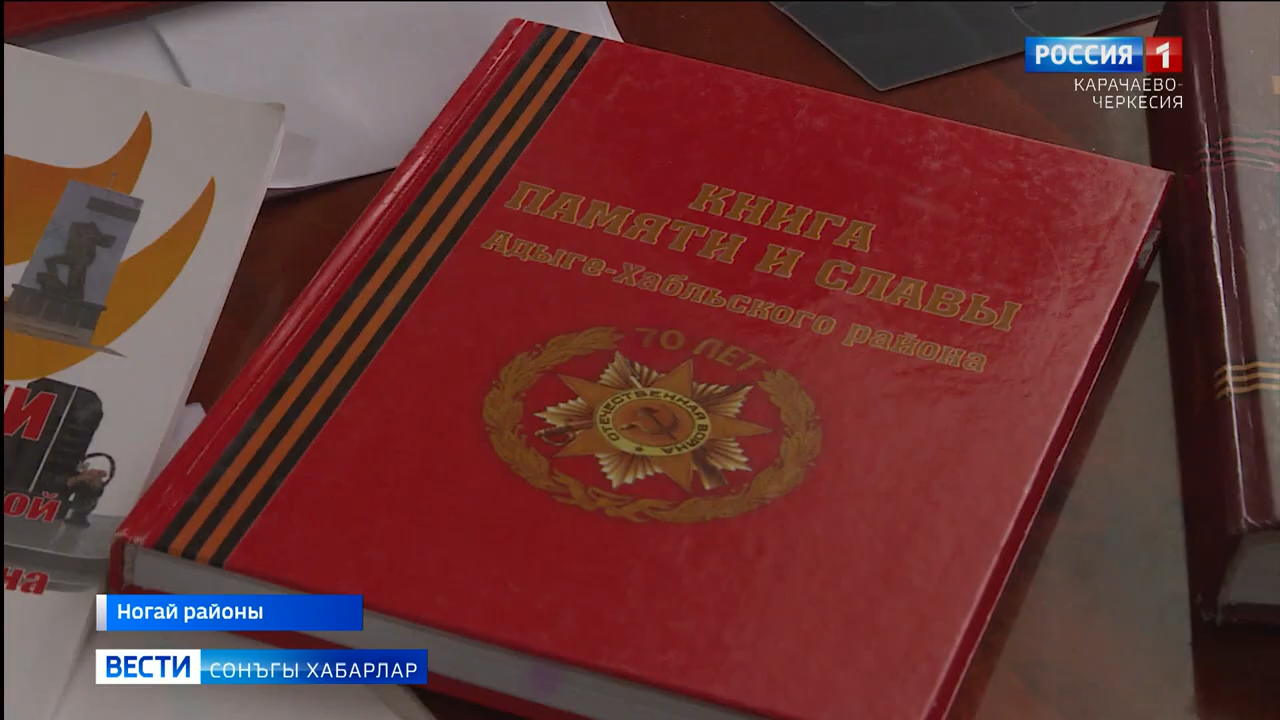 РОССИЯ 1
КАРАЧАЕВО-
ЧЕРКЕСИЯ
КНИГА
ПАМЯТИ И СЛАВЫ
Адыге-Хабльского района
70 ЛЕТ
ОТЕЧЕСТВЕННАЯ ВОЙНА
Ногай районы
ВЕСТИ СОНЪГЫ ХАБАРЛАР